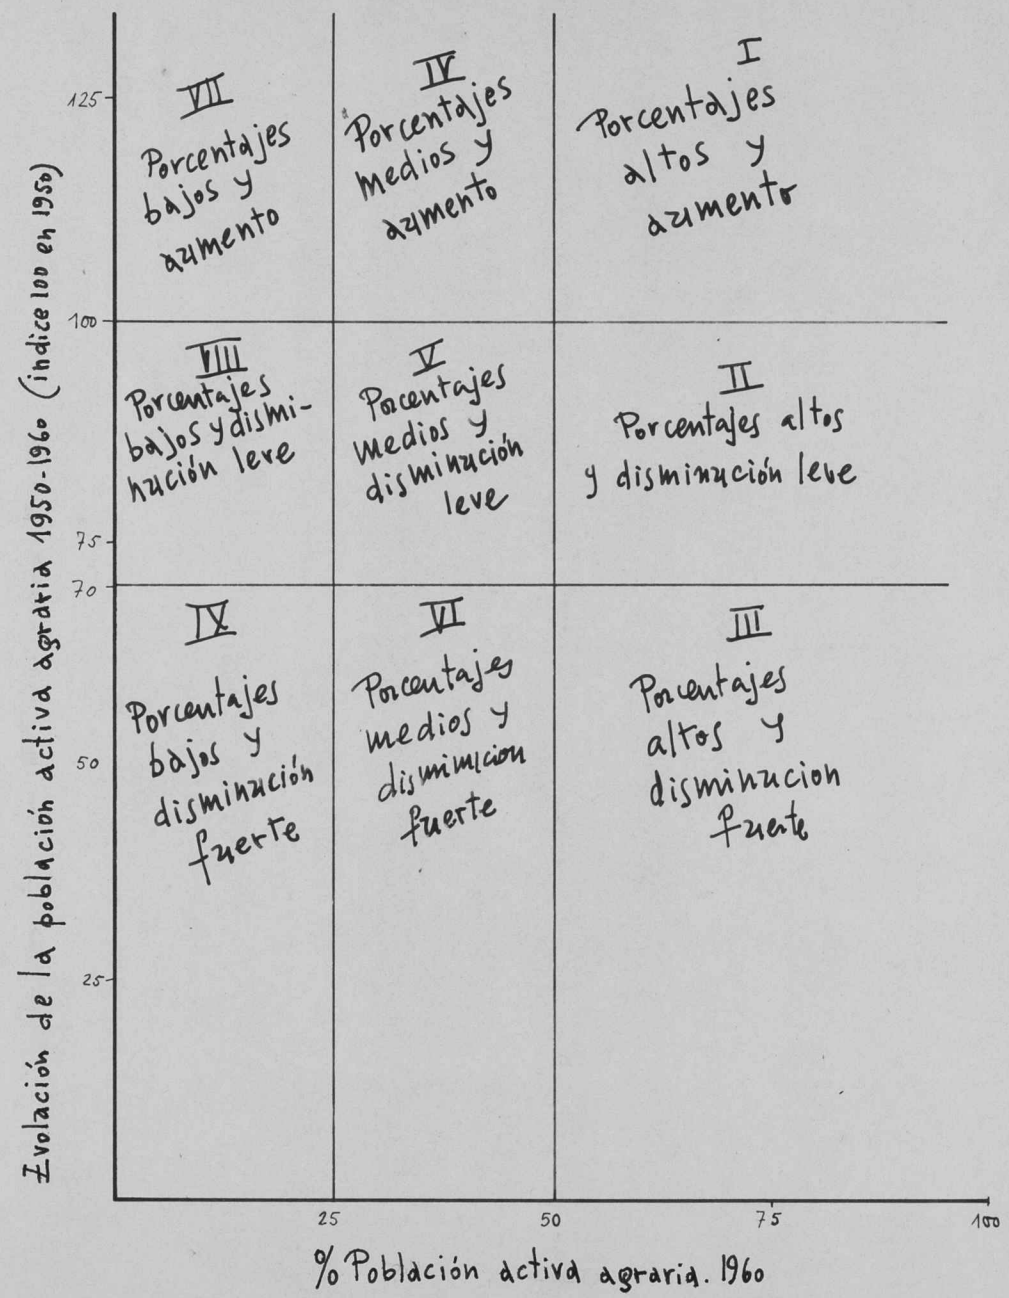 VII
Porcentajes
bajos y
aumento
IV
Porcentajes
medios y
aumento
I
Porcentajes
altos y
aumento
VIII
Porcentajes
bajos y dismi-
nución leve
V
Porcentajes
medios y
disminución
leve
II
Porcentajes altos
y disminución leve
IX
Porcentajes
bajos y
disminución
fuerte
VI
Porcentajes
medios y
disminucion
fuerte
III
Porcentajes
altos y
disminucion
fuerte
125
100
75
70
50
25
Evolación de la población activa agraria 1950-1960 (indice 100 en 1950)
25
50
75
100
% Población activa agraria. 1960